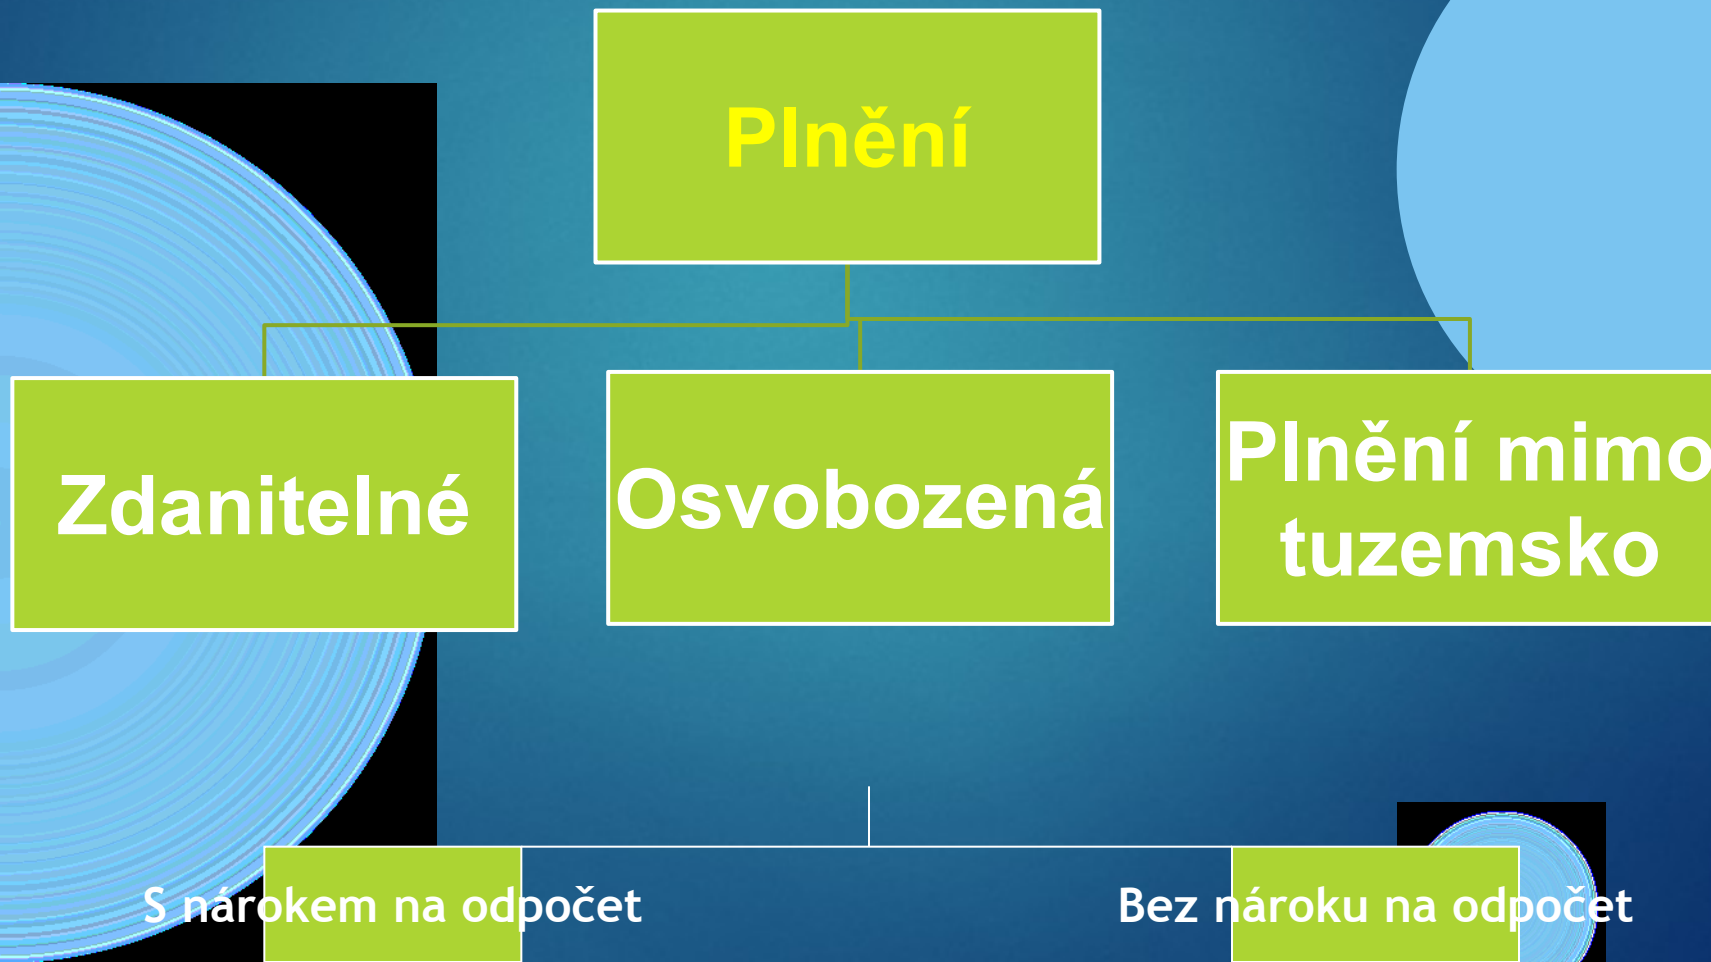 Plnění
Zdanitelné
Osvobozená
Plnění mimo
tuzemsko
S nárokem na odpočet
Bez nároku na odpočet